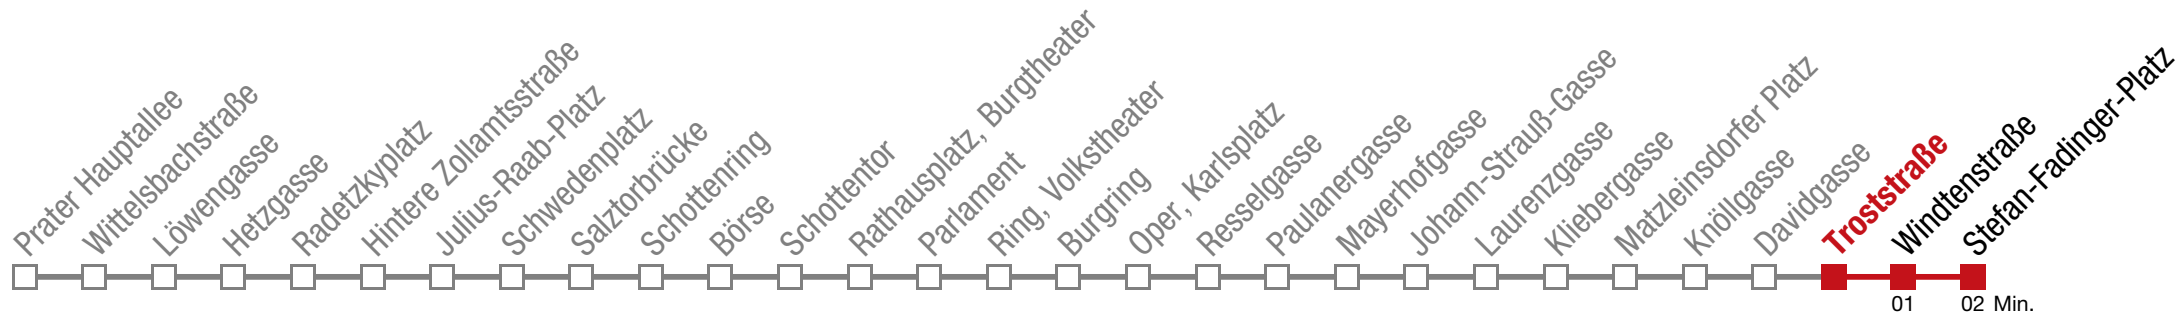 Prater Hauptallee
Wittelsbachstraße
Löwengasse
Hetzgasse
Radetzkyplatz
Hintere Zollamtsstraße
Julius-Raab-Platz
Schwedenplatz
Salztorbrücke
Schottenring
Börse
Schottentor
Rathausplatz, Burgtheater
Parlament
Ring, Volkstheater
Burgring
Oper, Karlsplatz
Resselgasse
Paulanergasse
Mayerhofgasse
Johann-Strauß-Gasse
Laurenzgasse
Kliebergasse
Matzleinsdorfer Platz
Knöllgasse
Davidgasse
Troststraße
Windtenstraße
Stefan-Fadinger-Platz
01 02 Min.